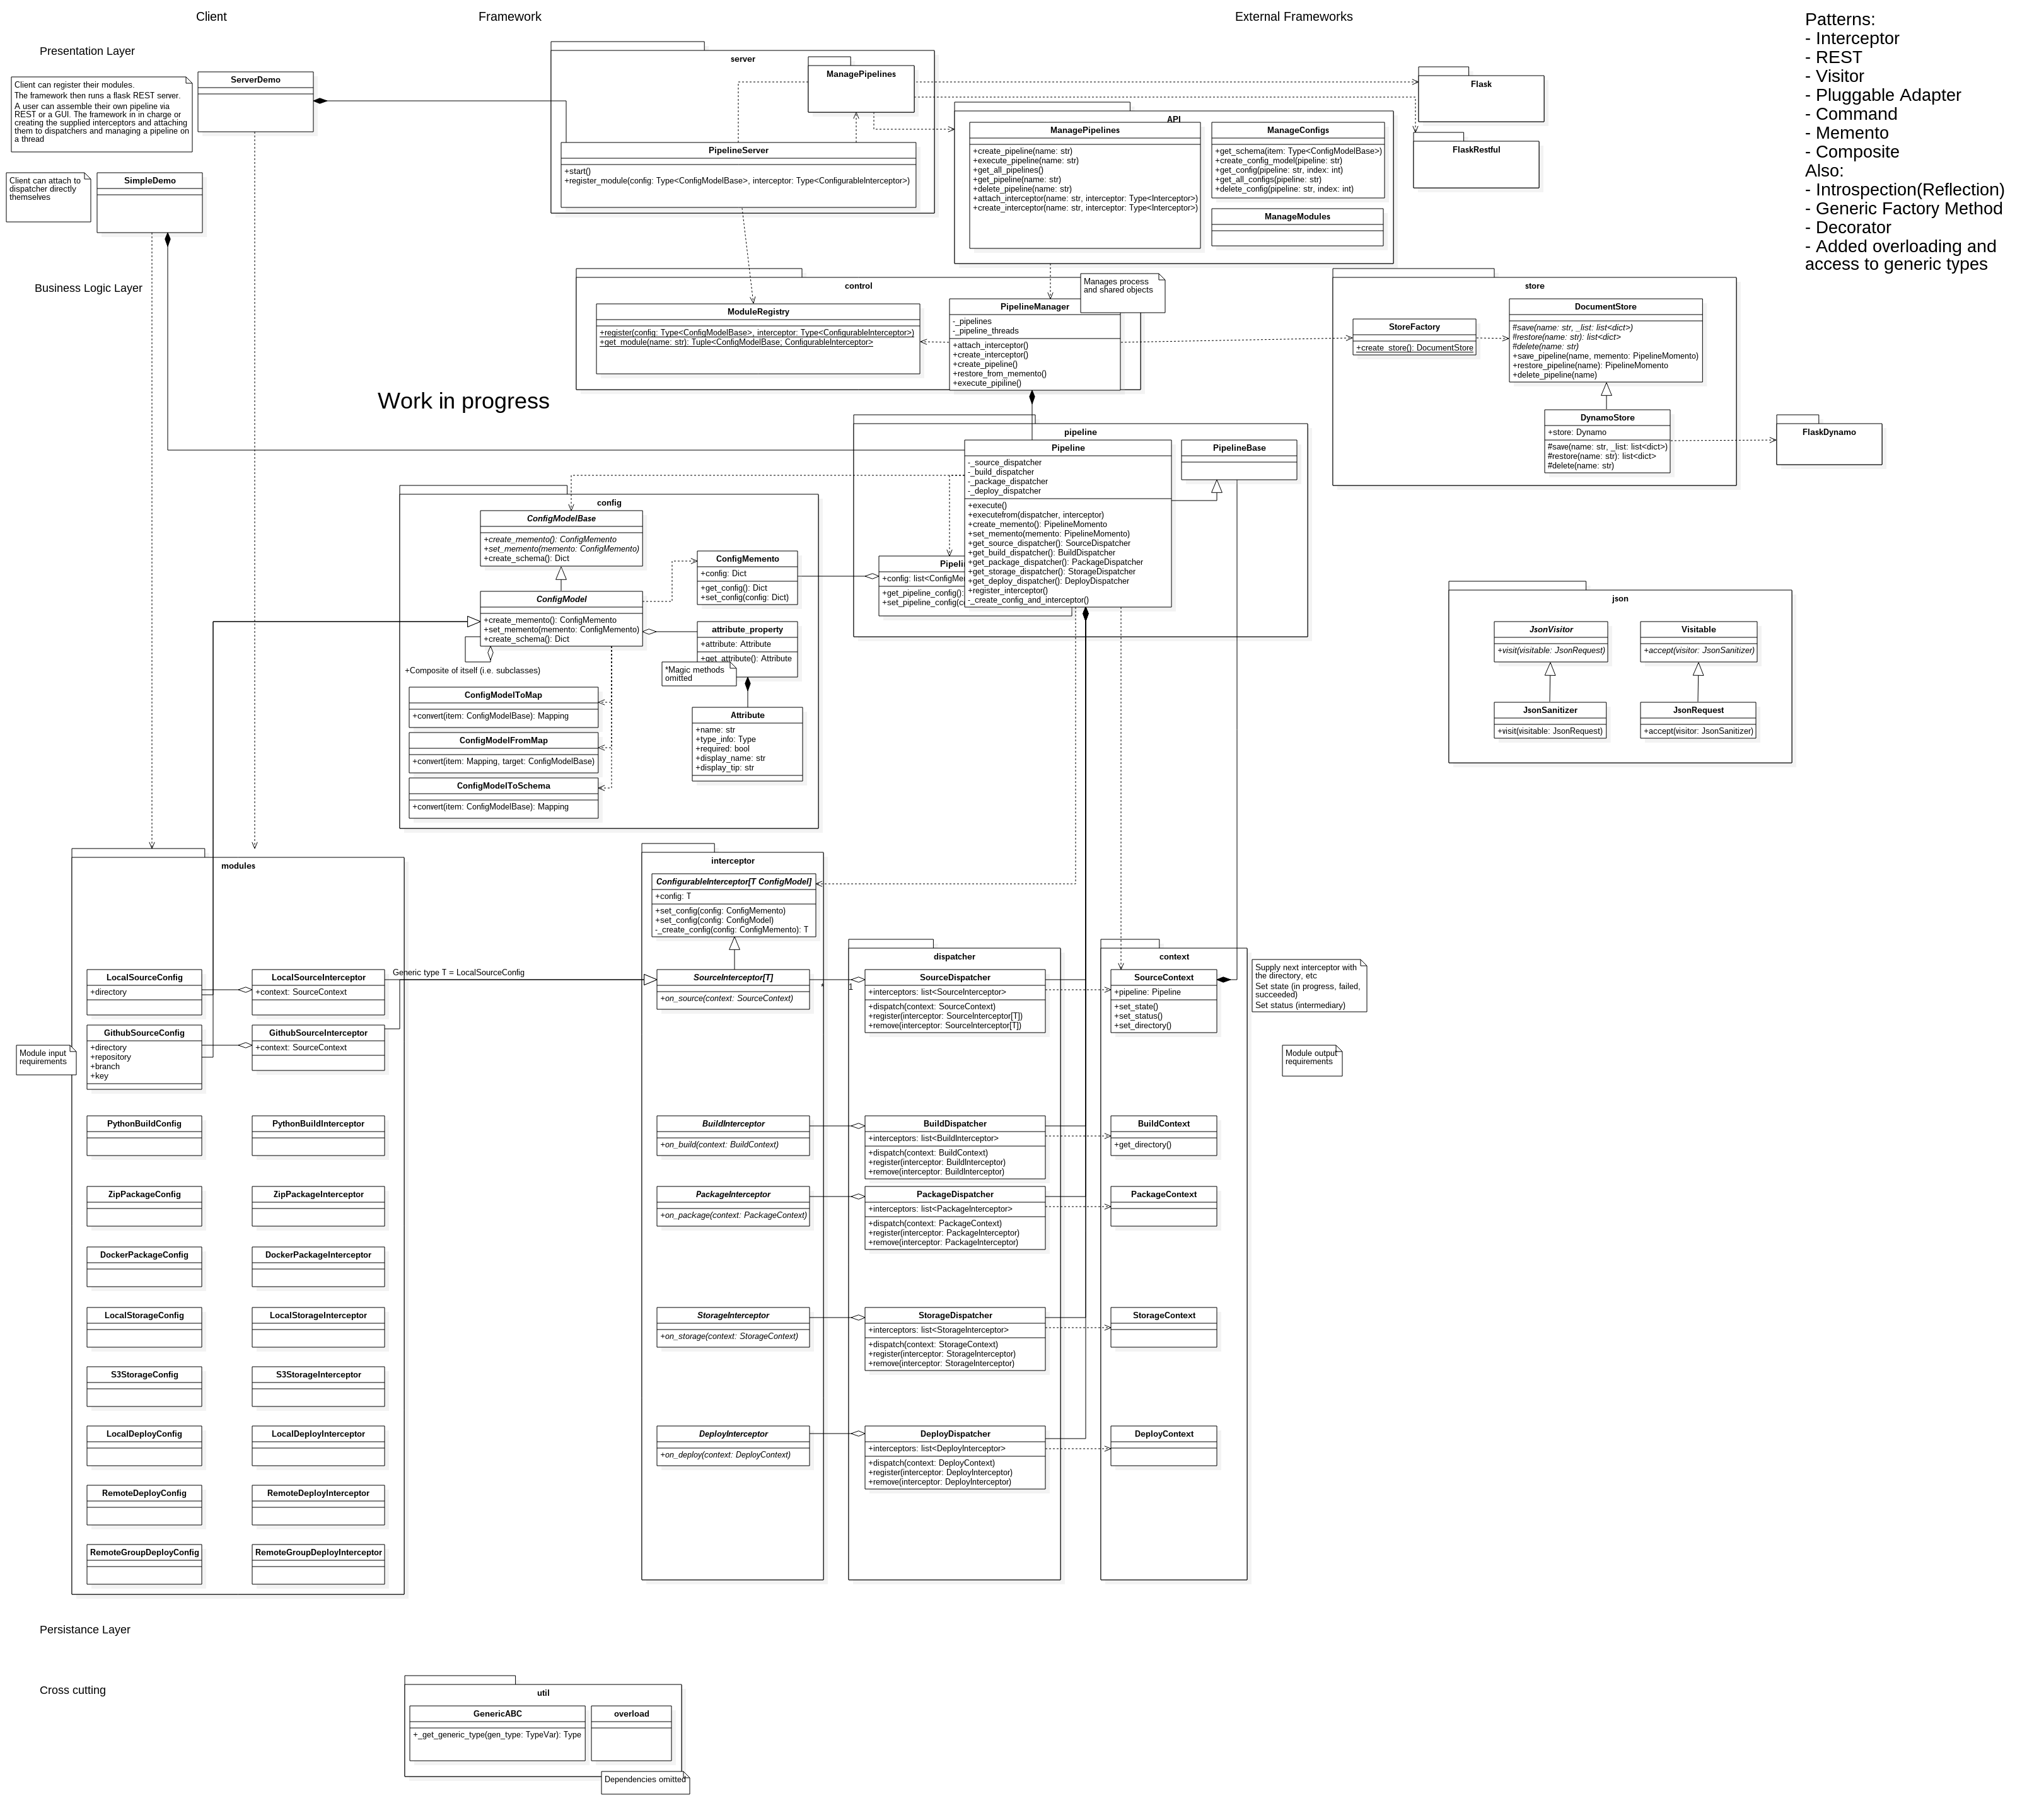 Client
Framework
External Frameworks
Patterns:
- Interceptor
- REST
- Visitor
- Pluggable Adapter
- Command
- Memento
- Composite
Also:
- Introspection(Reflection)
- Generic Factory Method
- Decorator
- Added overloading and
access to generic types
Presentation Layer
Client can register their modules.
The framework then runs a flask REST server.
A user can assemble their own pipeline via
REST or a GUI. The framework in in charge or
creating the supplied interceptors and attaching
them to dispatchers and managing a pipeline on
a thread
ServerDemo
Client can attach to
dispatcher directly
themselves
SimpleDemo
server
ManagePipelines
PipelineServer
+start()
+register_module(config: Type<ConfigModelBase>, interceptor: Type<ConfigurableInterceptor>)
API
ManagePipelines
+create_pipeline(name: str)
+execute_pipeline(name: str)
+get_all_pipelines()
+get_pipeline(name: str)
+delete_pipeline(name: str)
+attach_interceptor(name: str, interceptor: Type<Interceptor>)
+create_interceptor(name: str, interceptor: Type<Interceptor>)
ManageConfigs
+get_schema(item: Type<ConfigModelBase>)
+create_config_model(pipeline: str)
+get_config(pipeline: str, index: int)
+get_all_configs(pipeline: str)
+delete_config(pipeline: str, index: int)
ManageModules
Flask
FlaskRestful
Business Logic Layer
control
ModuleRegistry
+register(config: Type<ConfigModelBase>, interceptor: Type<ConfigurableInterceptor>)
+get_module(name: str): Tuple<ConfigModelBase; ConfigurableInterceptor>
Manages process
and shared objects
PipelineManager
-_pipelines
-_pipeline_threads
+attach_interceptor()
+create_interceptor()
+create_pipeline()
+restore_from_memento()
+execute_pipiline()
store
StoreFactory
+create_store(): DocumentStore
DocumentStore
#save(name: str, _list: list<dict>)
#restore(name: str): list<dict>
#delete(name: str)
+save_pipeline(name, memento: PipelineMomento)
+restore_pipeline(name): PipelineMomento
+delete_pipeline(name)
DynamoStore
+store: Dynamo
#save(name: str, _list: list<dict>)
#restore(name: str): list<dict>
#delete(name: str)
FlaskDynamo
Work in progress
pipeline
Pipeline
-_source_dispatcher
-_build_dispatcher
-_package_dispatcher
-_deploy_dispatcher
+execute()
+executefrom(dispatcher, interceptor)
+create_memento(): PipelineMomento
+set_memento(memento: PipelineMomento)
+get_source_dispatcher(): SourceDispatcher
+get_build_dispatcher(): BuildDispatcher
+get_package_dispatcher(): PackageDispatcher
+get_storage_dispatcher(): StorageDispatcher
+get_deploy_dispatcher(): DeployDispatcher
+register_interceptor()
-_create_config_and_interceptor()
PipelineBase
+config: list<ConfigMe
+get_pipeline_config():
+set_pipeline_config(c
config
ConfigModelBase
+create_memento(): ConfigMemento
+set_memento(memento: ConfigMemento)
+create_schema(): Dict
ConfigMemento
+config: Dict
+get_config(): Dict
+set_config(config: Dict)
ConfigModel
+create_memento(): ConfigMemento
+set_memento(memento: ConfigMemento)
+create_schema(): Dict
attribute_property
+attribute: Attribute
+get_attribute(): Attribute
*Magic methods
omitted
+Composite of itself (i.e. subclasses)
ConfigModelToMap
+convert(item: ConfigModelBase): Mapping
ConfigModelFromMap
+convert(item: Mapping, target: ConfigModelBase)
ConfigModelToSchema
+convert(item: ConfigModelBase): Mapping
Attribute
+name: str
+type_info: Type
+required: bool
+display_name: str
+display_tip: str
json
JsonVisitor
+visit(visitable: JsonRequest)
Visitable
+accept(visitor: JsonSanitizer)
JsonSanitizer
+visit(visitable: JsonRequest)
JsonRequest
+accept(visitor: JsonSanitizer)
modules
LocalSourceConfig
+directory
LocalSourceInterceptor
+context: SourceContext
Generic type T = LocalSourceConfig
GithubSourceConfig
+directory
+repository
+branch
+key
GithubSourceInterceptor
+context: SourceContext
Module input
requirements
PythonBuildConfig
PythonBuildInterceptor
ZipPackageConfig
ZipPackageInterceptor
DockerPackageConfig
DockerPackageInterceptor
LocalStorageConfig
LocalStorageInterceptor
S3StorageConfig
S3StorageInterceptor
LocalDeployConfig
LocalDeployInterceptor
RemoteDeployConfig
RemoteDeployInterceptor
RemoteGroupDeployConfig
RemoteGroupDeployInterceptor
interceptor
ConfigurableInterceptor[T ConfigModel]
+config: T
+set_config(config: ConfigMemento)
+set_config(config: ConfigModel)
-_create_config(config: ConfigMemento): T
SourceInterceptor[T]
+on_source(context: SourceContext)
BuildInterceptor
+on_build(context: BuildContext)
PackageInterceptor
+on_package(context: PackageContext)
StorageInterceptor
+on_storage(context: StorageContext)
DeployInterceptor
+on_deploy(context: DeployContext)
*
1
dispatcher
SourceDispatcher
+interceptors: list<SourceInterceptor>
+dispatch(context: SourceContext)
+register(interceptor: SourceInterceptor[T])
+remove(interceptor: SourceInterceptor[T])
BuildDispatcher
+interceptors: list<BuildInterceptor>
+dispatch(context: BuildContext)
+register(interceptor: BuildInterceptor)
+remove(interceptor: BuildInterceptor)
PackageDispatcher
+interceptors: list<PackageInterceptor>
+dispatch(context: PackageContext)
+register(interceptor: PackageInterceptor)
+remove(interceptor: PackageInterceptor)
StorageDispatcher
+interceptors: list<StorageInterceptor>
+dispatch(context: StorageContext)
+register(interceptor: StorageInterceptor)
+remove(interceptor: StorageInterceptor)
DeployDispatcher
+interceptors: list<DeployInterceptor>
+dispatch(context: DeployContext)
+register(interceptor: DeployInterceptor)
+remove(interceptor: DeployInterceptor)
context
SourceContext
+pipeline: Pipeline
+set_state()
+set_status()
+set_directory()
BuildContext
+get_directory()
PackageContext
StorageContext
DeployContext
Supply next interceptor with
the directory, etc
Set state (in progress, failed,
succeeded)
Set status (intermediary)
Module output
requirements
Persistance Layer
Cross cutting
util
GenericABC
+_get_generic_type(gen_type: TypeVar): Type
overload
Dependencies omitted